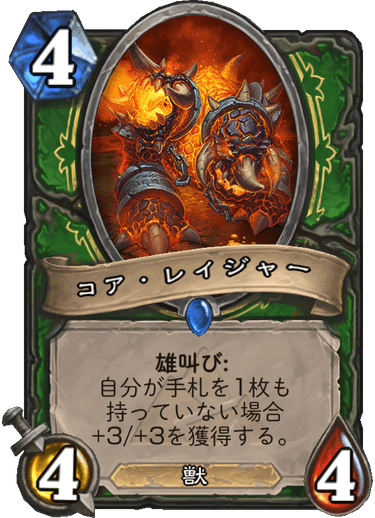 4
コア・レイジャー
雄叫び:
自分が手札を1枚も
持っていない場合
+3/+3を獲得する。
獣
4
4